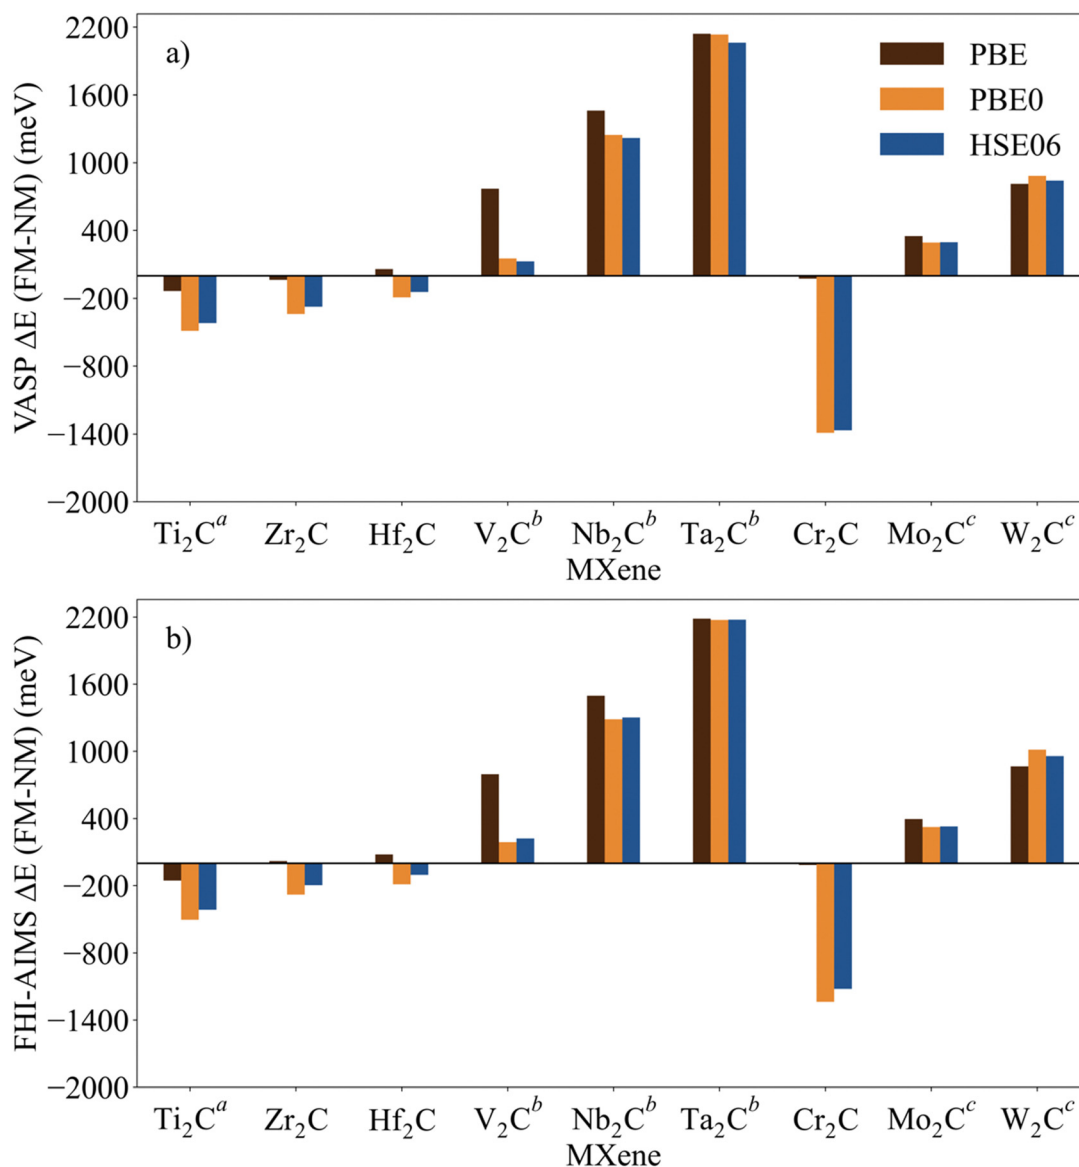 a)
PBE
PBE0
HSE06
VASP ΔE (FM-NM) (meV)
2200
1600
1000
400
−200
−800
−1400
−2000
Ti₂Cᵃ Zr₂C Hf₂C V₂Cᵇ Nb₂Cᵇ Ta₂Cᵇ Cr₂C Mo₂Cᶜ W₂Cᶜ
MXene
b)
FHI-AIMS ΔE (FM-NM) (meV)
2200
1600
1000
400
−200
−800
−1400
−2000
Ti₂Cᵃ Zr₂C Hf₂C V₂Cᵇ Nb₂Cᵇ Ta₂Cᵇ Cr₂C Mo₂Cᶜ W₂Cᶜ
MXene